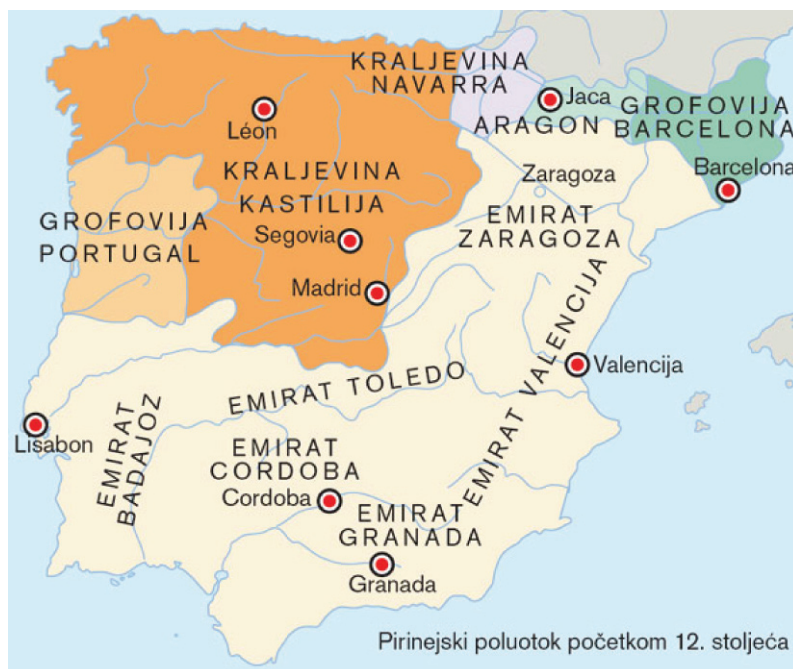 KRALJEVINA
NAVARRA
Jaca
GROFOVIJA
BARCELONA
ARAGON
Léon
Barcelona
KRALJEVINA
KASTILIJA
Zaragoza
EMIRAT
ZARAGOZA
GROFOVIJA
PORTUGAL
Segovia
Madrid
EMIRAT VALENCIJA
Valencija
EMIRAT TOLEDO
EMIRAT
BADAJOZ
Lisabon
EMIRAT
CORDOBA
Cordoba
EMIRAT
GRANADA
Granada
Pirinejski poluotok početkom 12. stoljeća